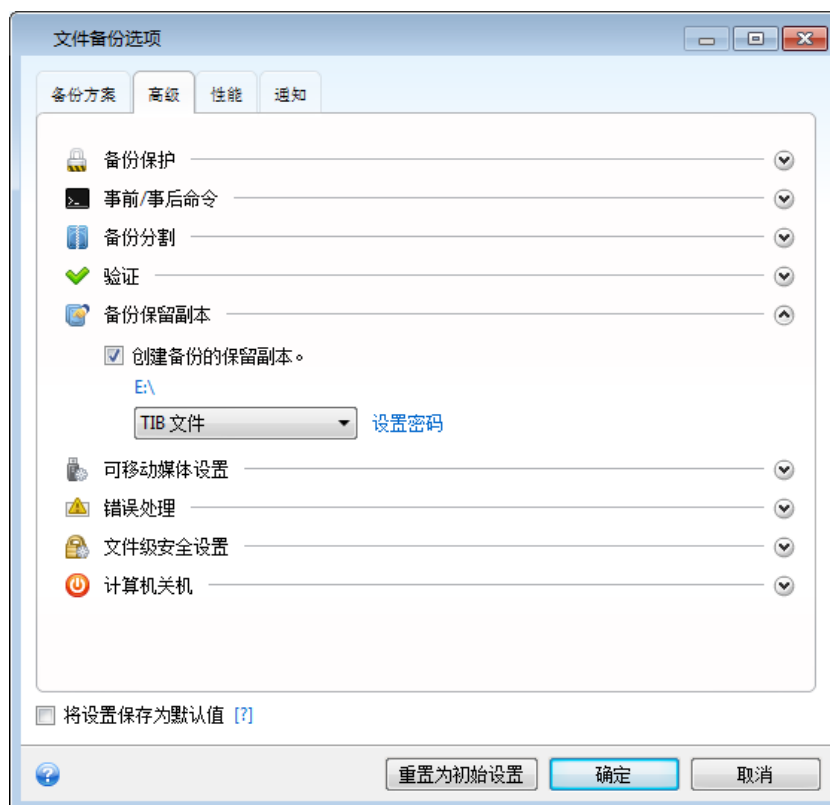 文件备份选项
备份方案 高级 性能 通知
备份保护
事前/事后命令
备份分割
验证
备份保留副本
创建备份的保留副本。
E:\
TIB 文件 设置密码
可移动媒体设置
错误处理
文件级安全设置
计算机关机
将设置保存为默认值 [?]
重置为初始设置 确定 取消